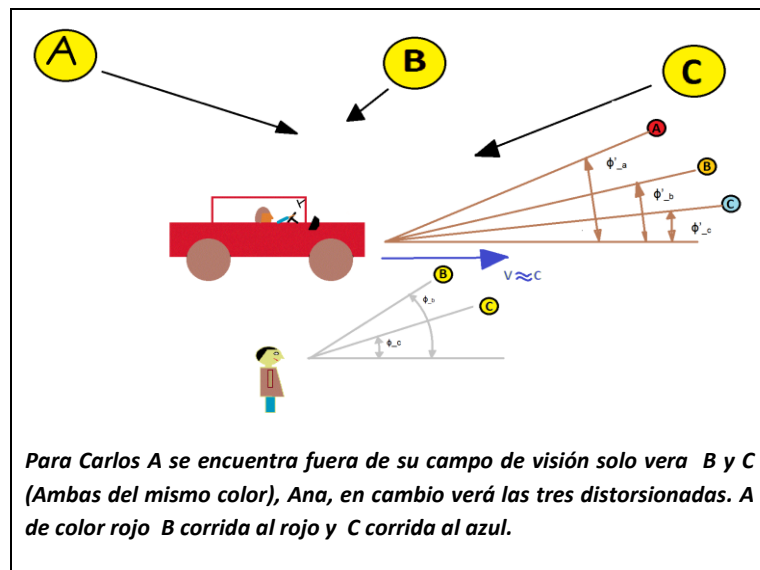 A
B
C
A
ϕ'_a
B
ϕ'_b
C
ϕ'_c
V≈C
B
ϕ_b
C
ϕ_c
Para Carlos A se encuentra fuera de su campo de visión solo vera B y C
(Ambas del mismo color), Ana, en cambio verá las tres distorsionadas. A
de color rojo B corrida al rojo y C corrida al azul.